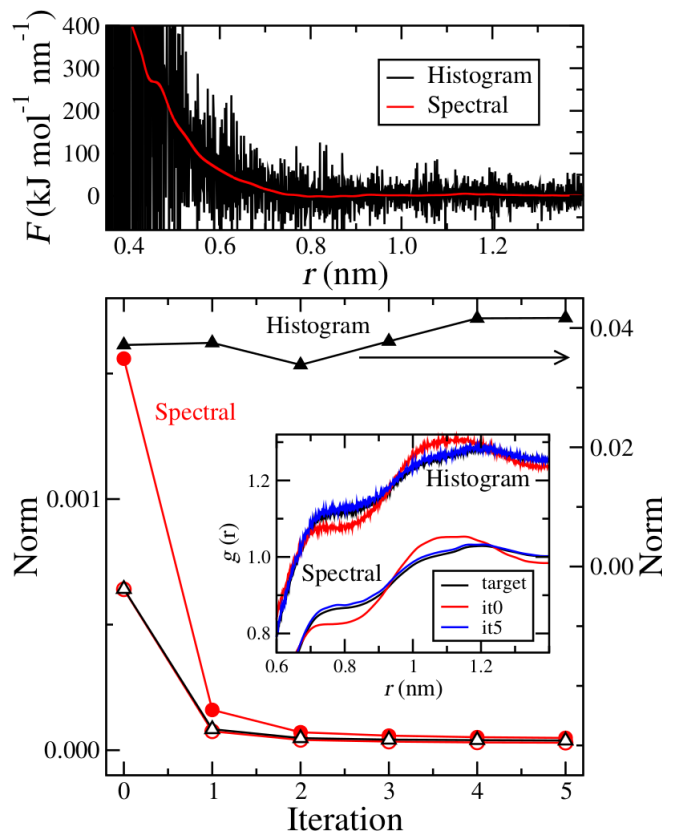 400
300
200
100
0
F (kJ mol⁻¹ nm⁻¹)
Histogram
Spectral
0.4 0.6 0.8 1.0 1.2
r (nm)
Histogram
Spectral
0.04
0.02
0.00
Norm
0.001
0.000
Norm
1.2
1.0
0.8
g (r)
Histogram
Spectral
target
it0
it5
0.6 0.8 1 1.2
r (nm)
0 1 2 3 4 5
Iteration